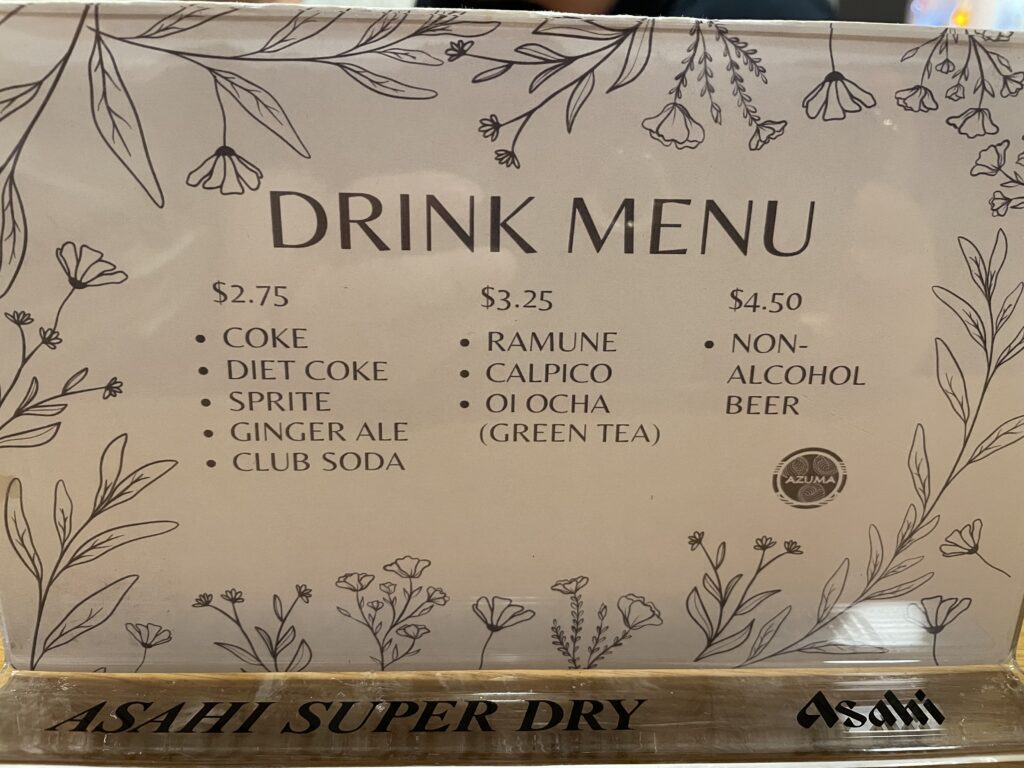 DRINK MENU
$2.75
• COKE
• DIET COKE
• SPRITE
• GINGER ALE
• CLUB SODA
$3.25
• RAMUNE
• CALPICO
• OI OCHA
(GREEN TEA)
$4.50
• NON-
ALCOHOL
BEER
AZUMA
ASAHI SUPER DRY
Asahi